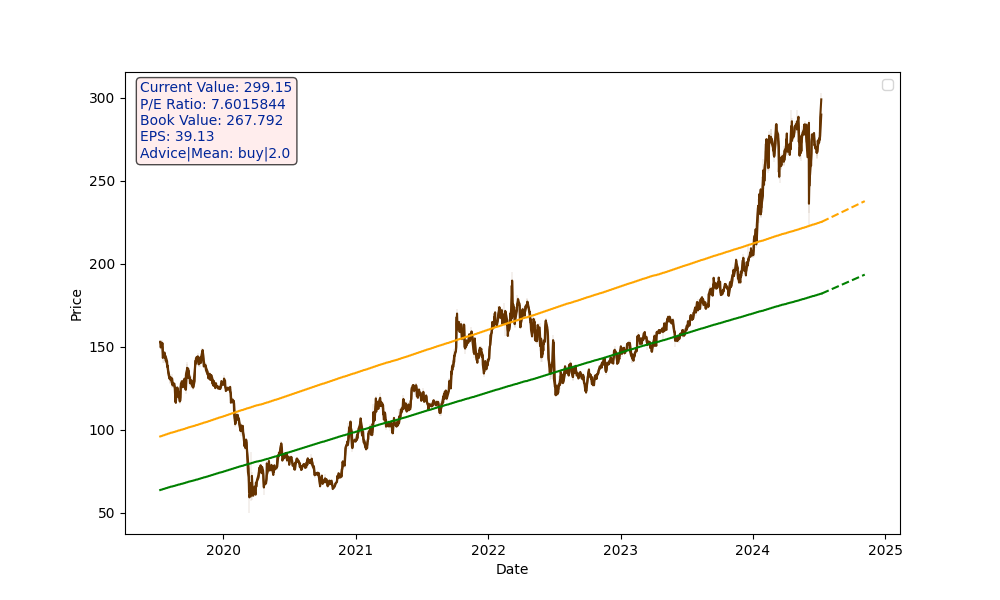 Current Value: 299.15
P/E Ratio: 7.6015844
Book Value: 267.792
EPS: 39.13
Advice|Mean: buy|2.0
300
250
200
150
100
50
Price
2020 2021 2022 2023 2024 2025
Date